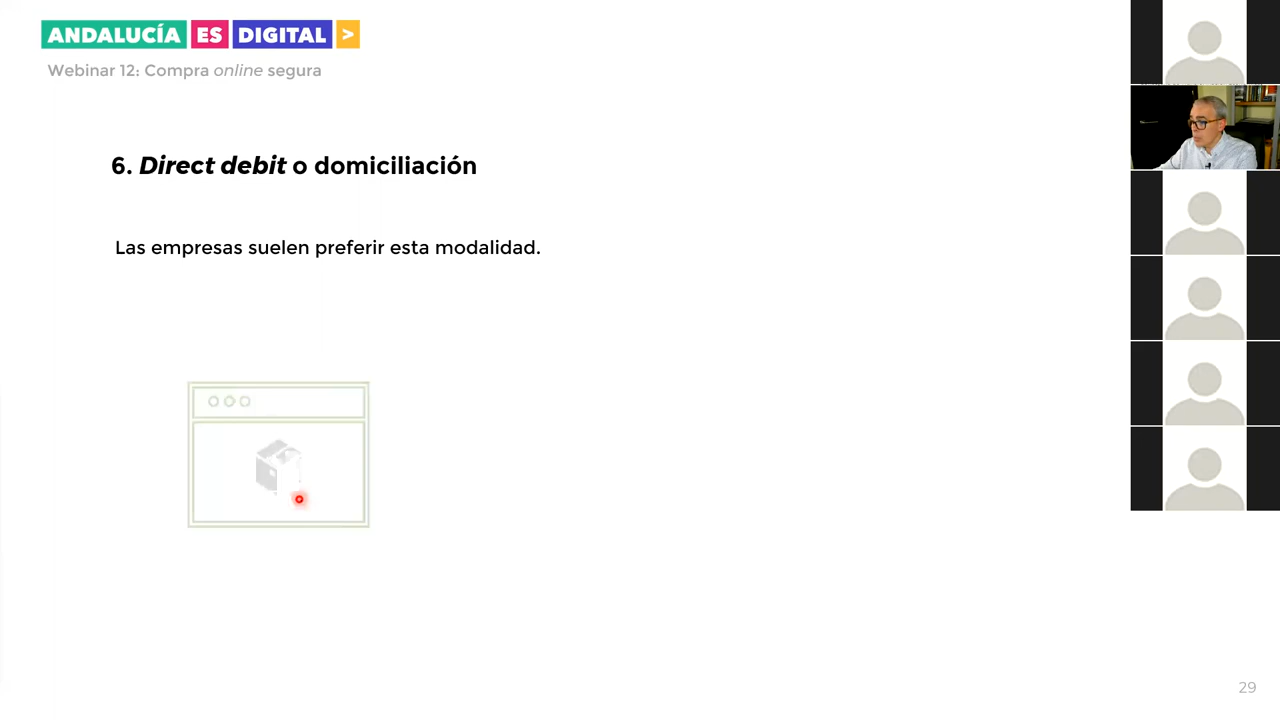 ANDALUCÍA ES DIGITAL >
Webinar 12: Compra online segura
6. Direct debit o domiciliación
Las empresas suelen preferir esta modalidad.
29